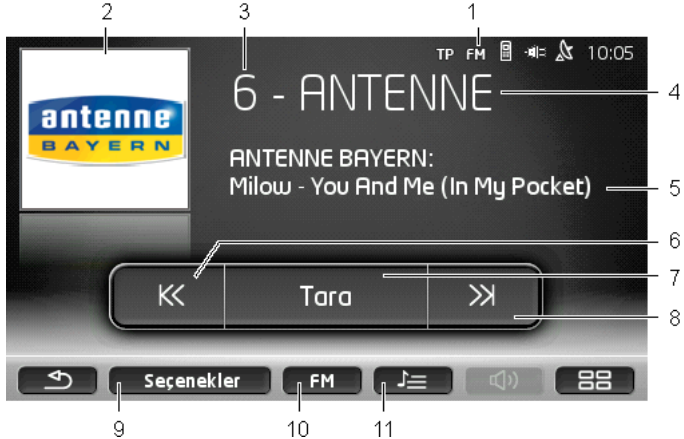 2 3 1
TP FM 10:05
6 - ANTENNE
4
antenne
BAYERN
ANTENNE BAYERN:
Milow - You And Me (In My Pocket)
5
6
Tara
7
8
Seçenekler FM
9 10 11